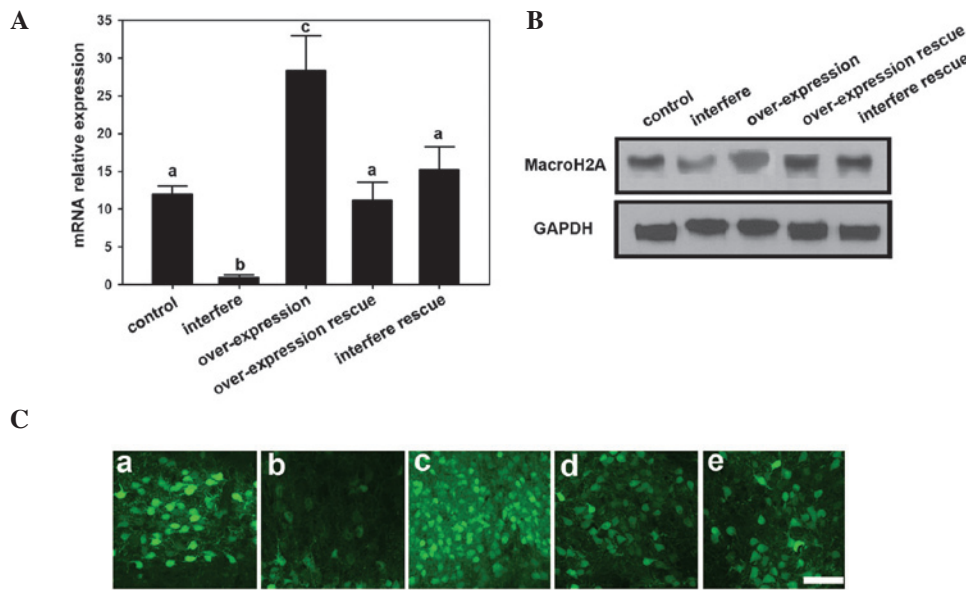 A
mRNA relative expression
35
30
25
20
15
10
5
0
a
b
c
a
a
control
interfere
over-expression
over-expression rescue
interfere rescue
B
control
interfere
over-expression
over-expression rescue
interfere rescue
MacroH2A
GAPDH
C
a
b
c
d
e